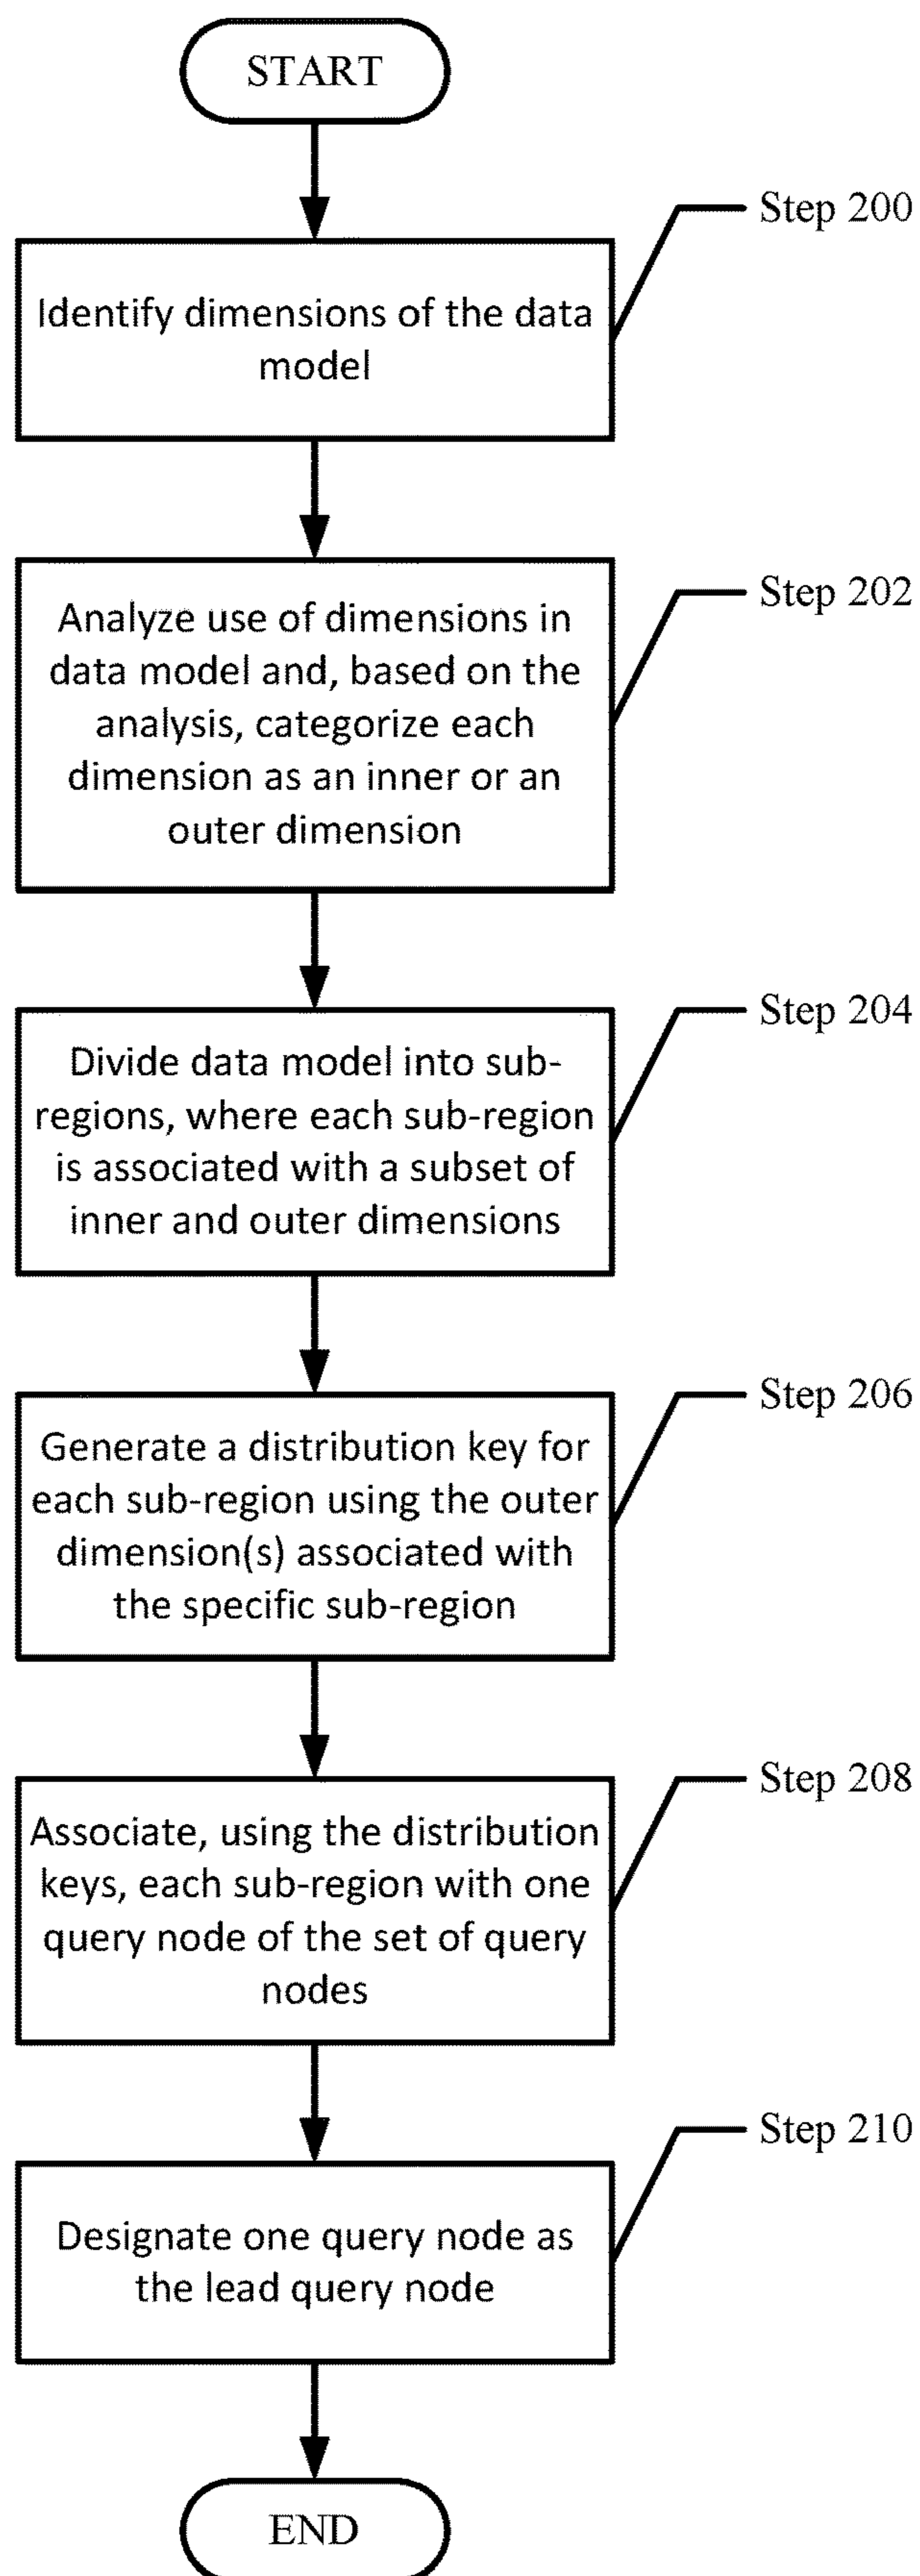 START
Step 200
Identify dimensions of the data
model
Step 202
Analyze use of dimensions in
data model and, based on the
analysis, categorize each
dimension as an inner or an
outer dimension
Step 204
Divide data model into sub-
regions, where each sub-region
is associated with a subset of
inner and outer dimensions
Step 206
Generate a distribution key for
each sub-region using the outer
dimension(s) associated with
the specific sub-region
Step 208
Associate, using the distribution
keys, each sub-region with one
query node of the set of query
nodes
Step 210
Designate one query node as
the lead query node
END